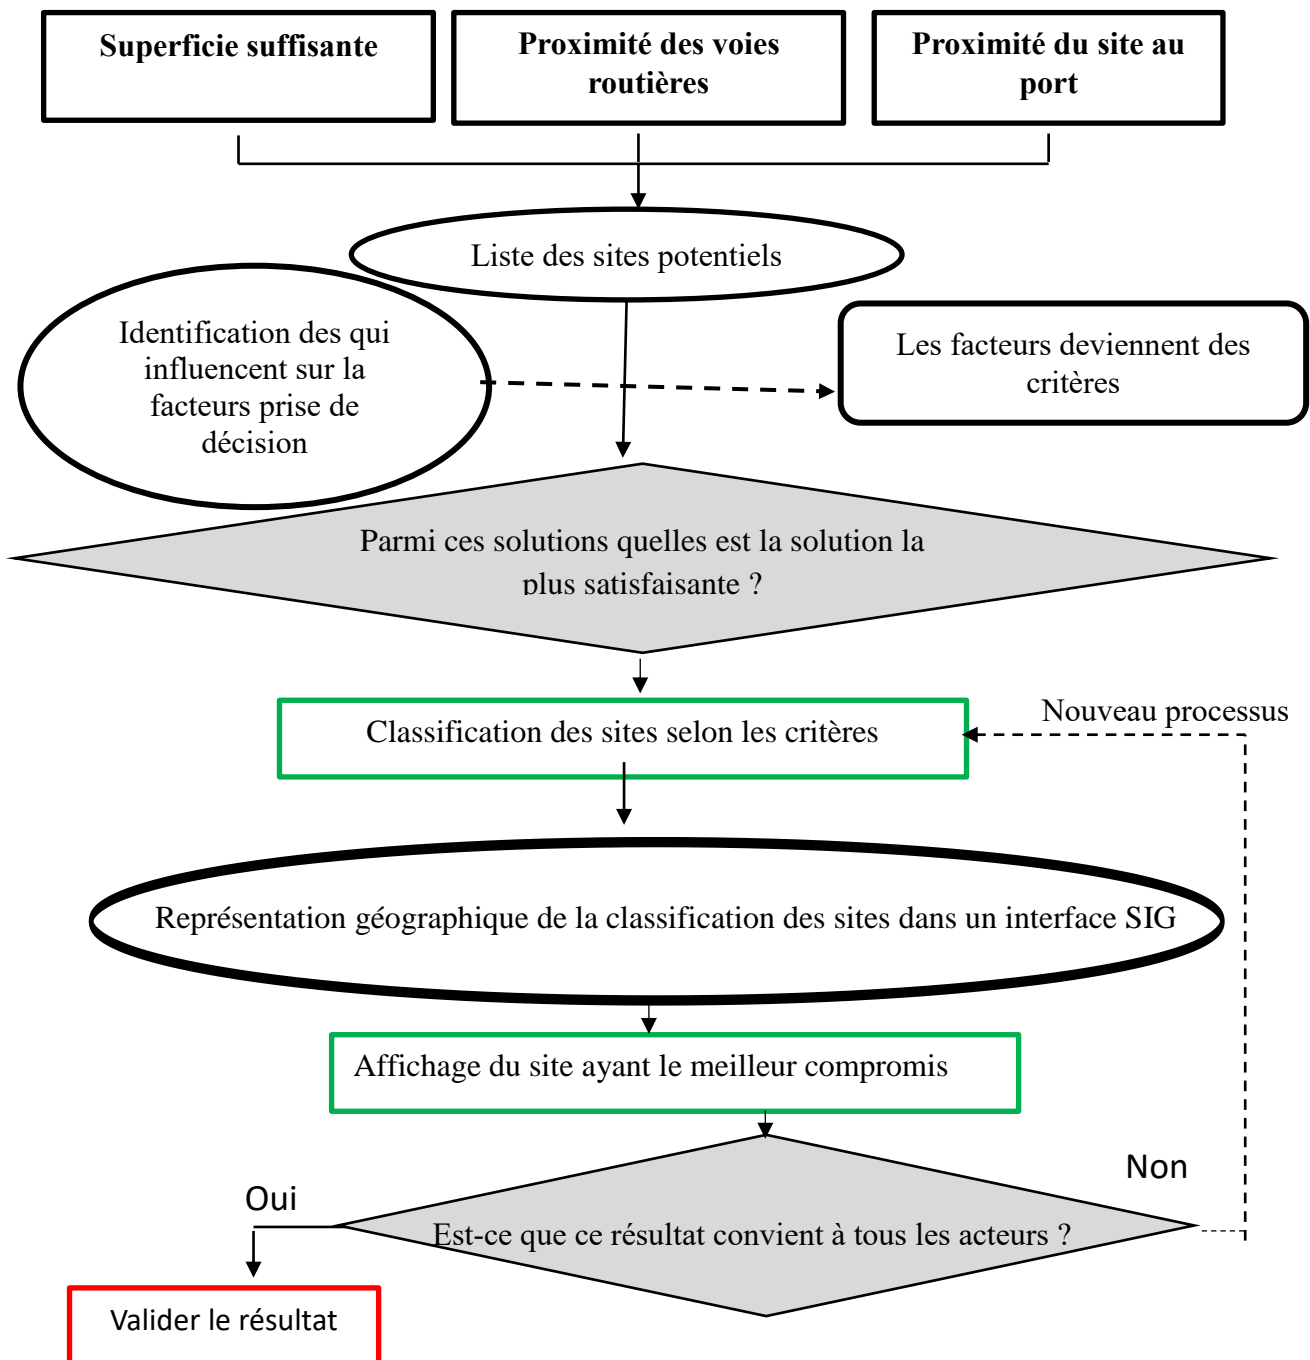 Superficie suffisante
Proximité des voies
routières
Proximité du site au
port
Liste des sites potentiels
Identification des qui
influencent sur la
facteurs prise de
décision
Les facteurs deviennent des
critères
Parmi ces solutions quelles est la solution la
plus satisfaisante ?
Classification des sites selon les critères
Nouveau processus
Représentation géographique de la classification des sites dans un interface SIG
Affichage du site ayant le meilleur compromis
Non
Oui
Est-ce que ce résultat convient à tous les acteurs ?
Valider le résultat